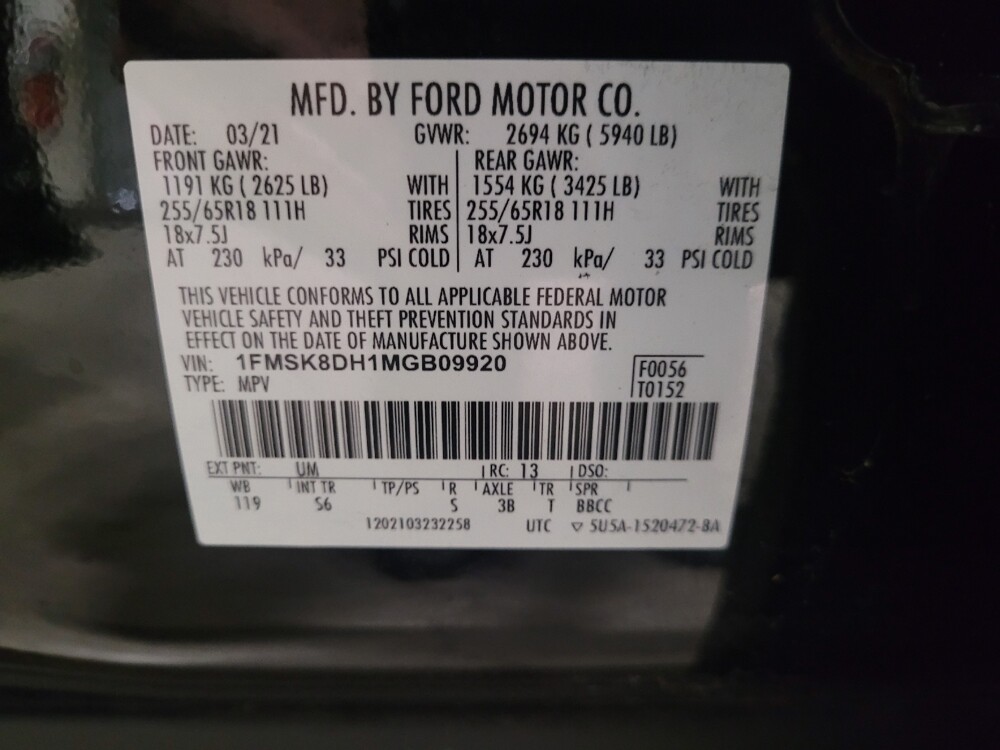 MFD. BY FORD MOTOR CO.
DATE: 03/21 GVWR: 2694 KG ( 5940 LB)
FRONT GAWR: REAR GAWR:
1191 KG ( 2625 LB) WITH 1554 KG ( 3425 LB) WITH
255/65R18 111H TIRES 255/65R18 111H TIRES
18x7.5J RIMS 18x7.5J RIMS
AT 230 kPa/ 33 PSI COLD AT 230 kPa/ 33 PSI COLD
THIS VEHICLE CONFORMS TO ALL APPLICABLE FEDERAL MOTOR
VEHICLE SAFETY AND THEFT PREVENTION STANDARDS IN
EFFECT ON THE DATE OF MANUFACTURE SHOWN ABOVE.
VIN: 1FMSK8DH1MGB09920
F0056
TYPE: MPV
T0152
EXT PNT: UM RC: 13 DSO:
WB INT TR TP/PS R AXLE TR SPR
119 S6 S 3B T BBCC
1202103232258 UTC ▽ 5U5A-1520472-BA